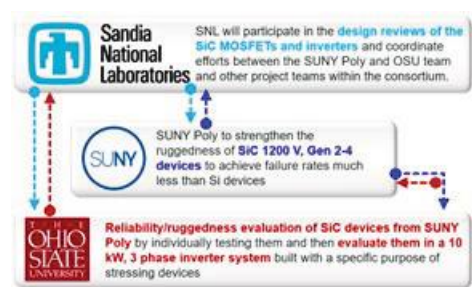 Sandia
National
Laboratories
SNL will participate in the design reviews of the
SiC MOSFETs and inverters and coordinate
efforts between the SUNY Poly and OSU team
and other project teams within the consortium.
SUNY
SUNY Poly to strengthen the
ruggedness of SiC 1200 V, Gen 2-4
devices to achieve failure rates much
less than Si devices
THE
OHIO
STATE
UNIVERSITY
Reliability/ruggedness evaluation of SiC devices from SUNY
Poly by individually testing them and then evaluate them in a 10
kW, 3 phase inverter system built with a specific purpose of
stressing devices